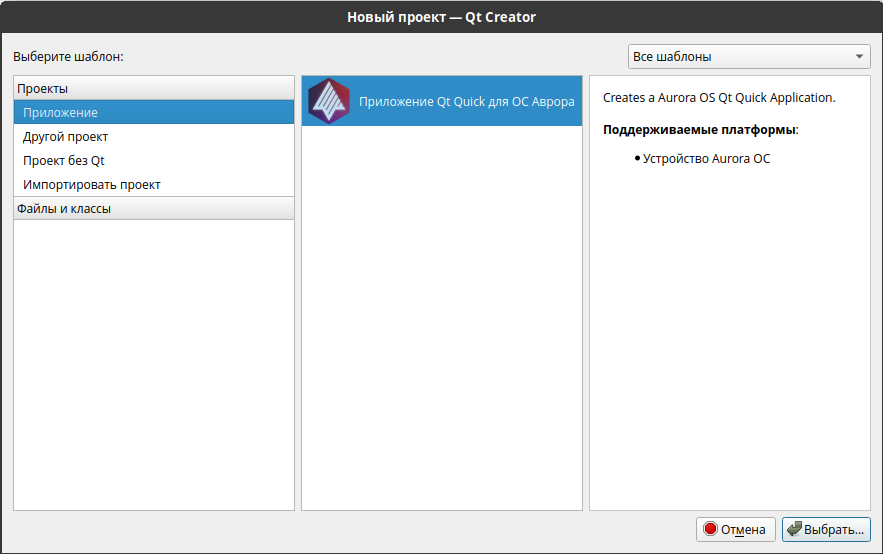 Новый проект — Qt Creator
Выберите шаблон:
Все шаблоны
Проекты
Приложение
Другой проект
Проект без Qt
Импортировать проект
Файлы и классы
Приложение Qt Quick для ОС Аврора
Creates a Aurora OS Qt Quick Application.
Поддерживаемые платформы:
• Устройство Aurora ОС
Отмена
Выбрать...